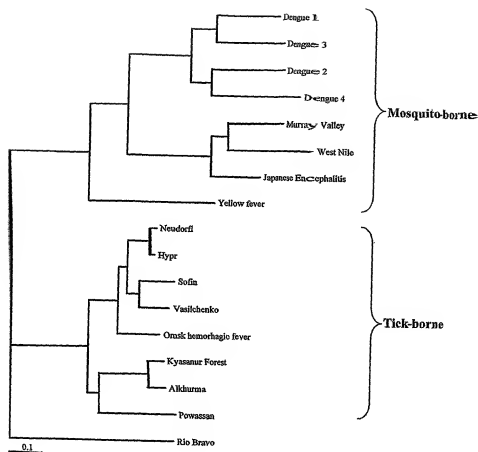 Dengue 1
Dengue 3
Dengue 2
Dengue 4
Murray Valley
West Nile
Japanese Encephalitis
Yellow fever
Mosquito-borne
Neudorfl
Hypr
Sofin
Vasilchenko
Omsk hemorhagic fever
Kyasanur Forest
Alkhurma
Powassan
Tick-borne
Rio Bravo
0.1